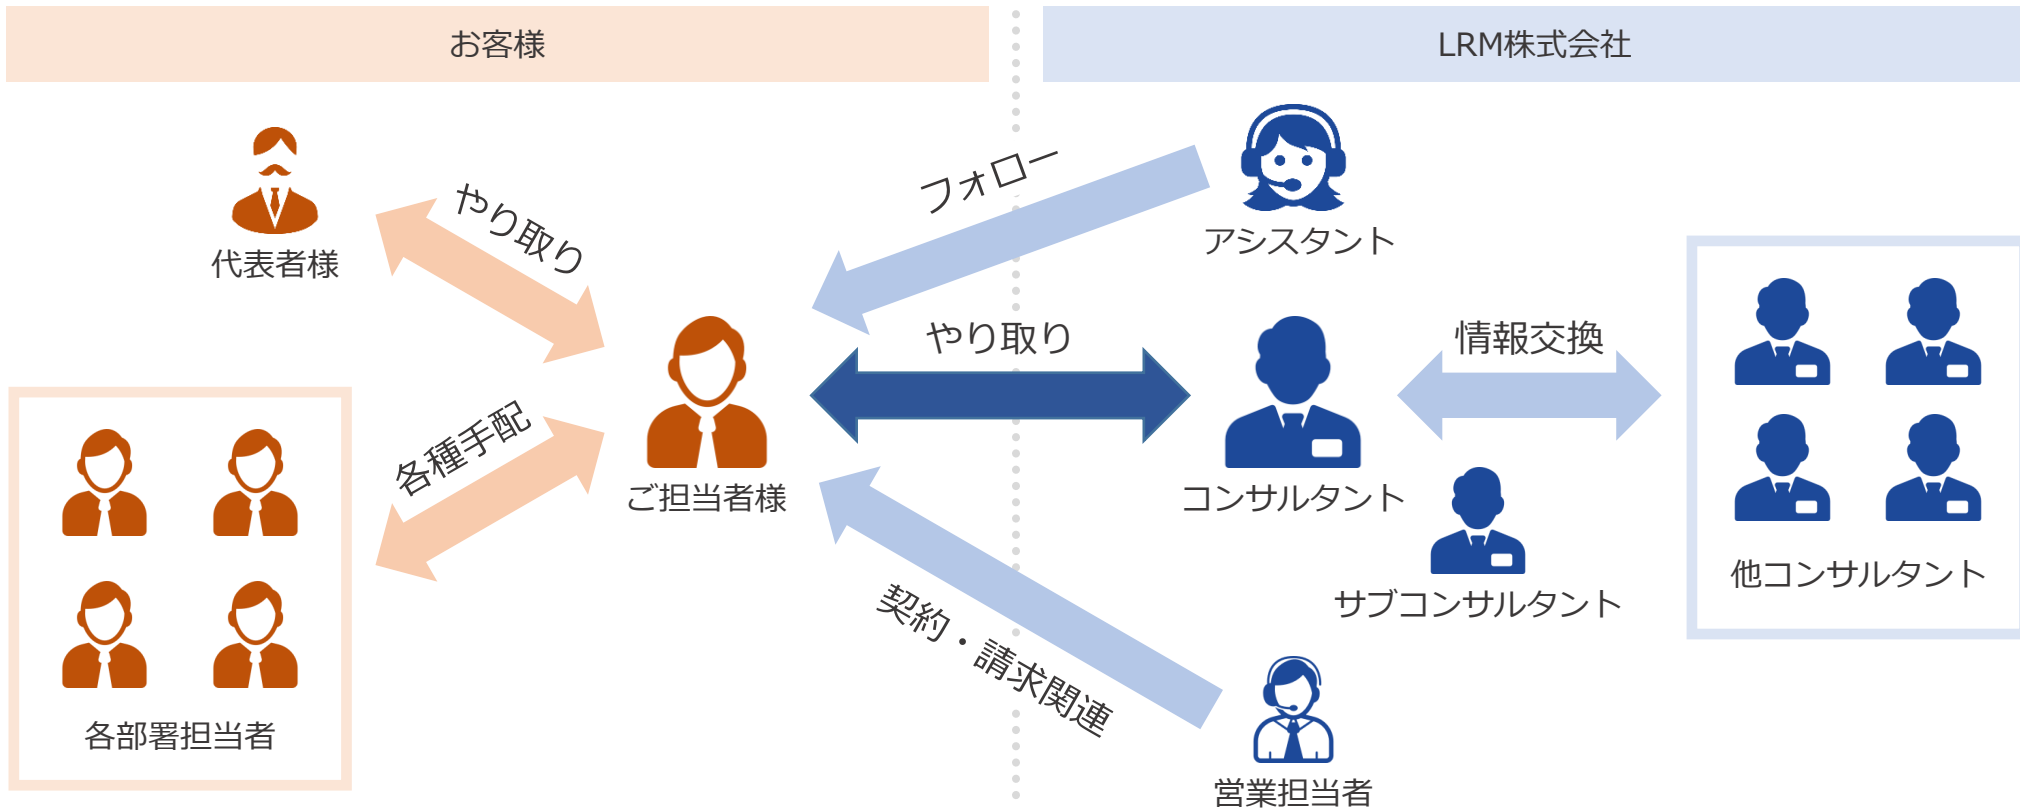 お客様
LRM株式会社
代表者様
やり取り
フォロー
アシスタント
やり取り
情報交換
各種手配
ご担当者様
コンサルタント
サブコンサルタント
他コンサルタント
契約・請求関連
各部署担当者
営業担当者